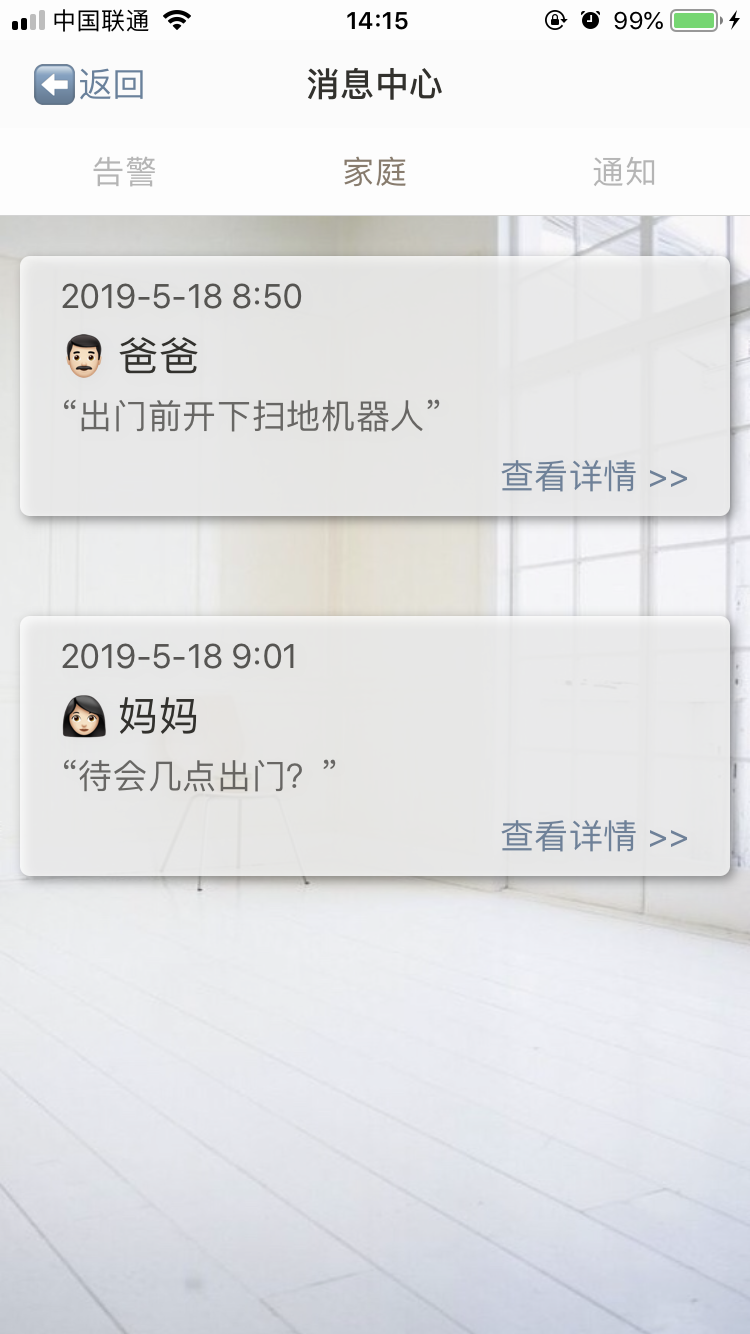 中国联通 14:15 99%
返回 消息中心
告警 家庭 通知
2019-5-18 8:50
爸爸
“出门前开下扫地机器人”
查看详情 >>
2019-5-18 9:01
妈妈
“待会几点出门？”
查看详情 >>